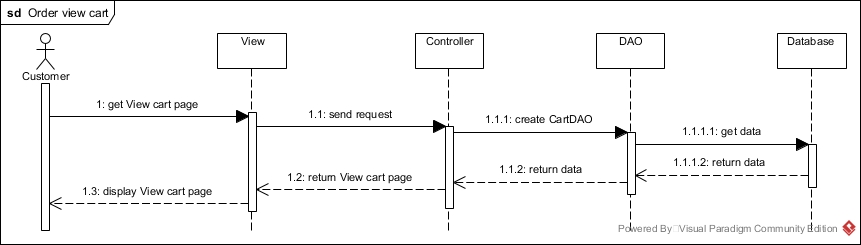 sd Order view cart
View
Controller
DAO
Database
Customer
1: get View cart page
1.1: send request
1.1.1: create CartDAO
1.1.1.1: get data
1.1.1.2: return data
1.1.2: return data
1.2: return View cart page
1.3: display View cart page
Powered By Visual Paradigm Community Edition